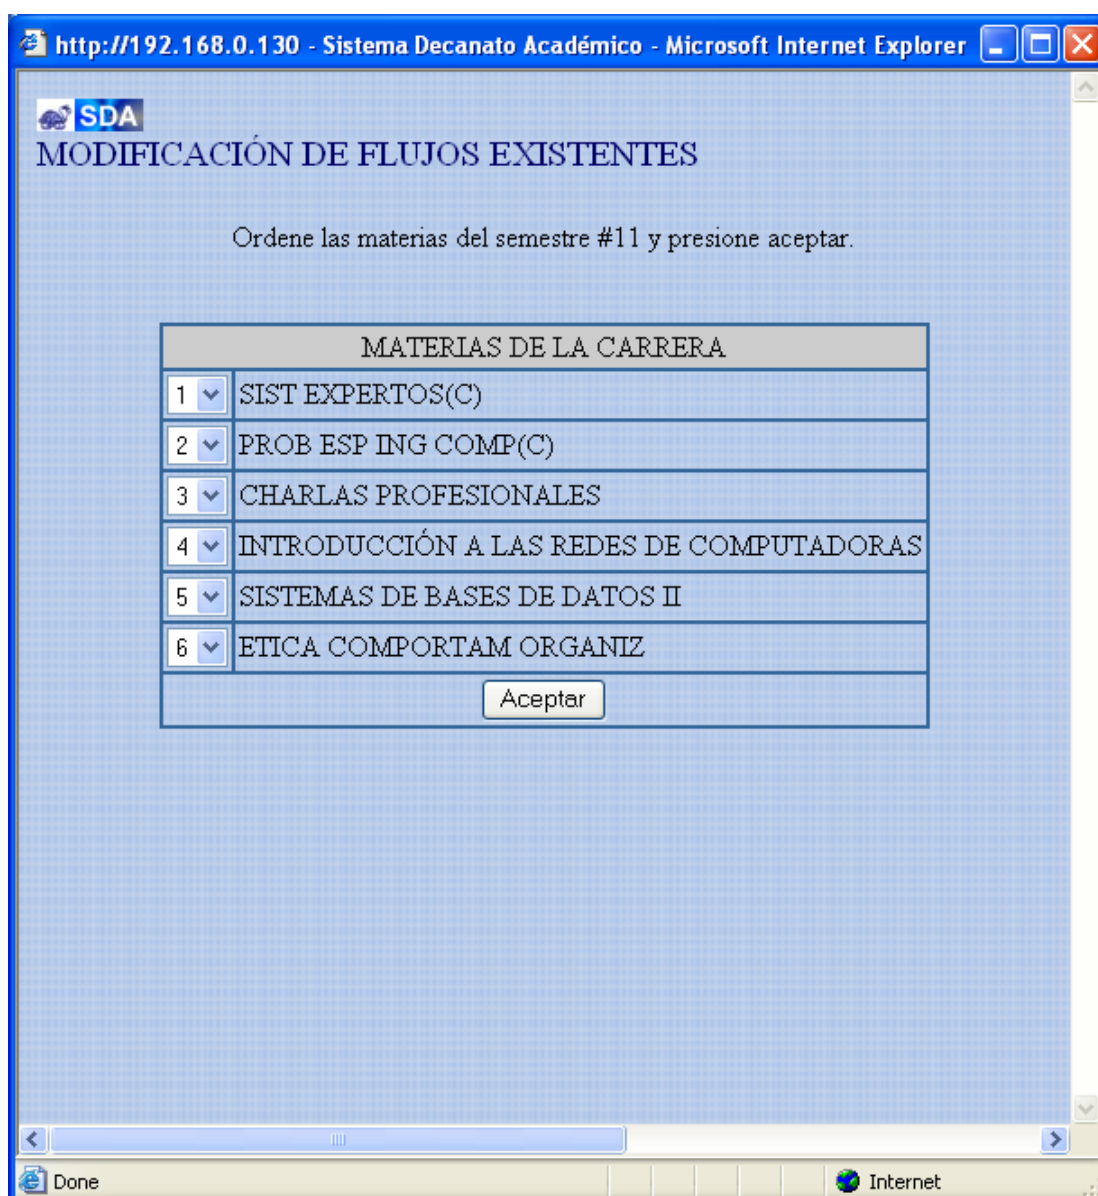 http://192.168.0.130 - Sistema Decanato Académico - Microsoft Internet Explorer
SDA
MODIFICACIÓN DE FLUJOS EXISTENTES
Ordene las materias del semestre #11 y presione aceptar.
MATERIAS DE LA CARRERA
1 SIST EXPERTOS(C)
2 PROB ESP ING COMP(C)
3 CHARLAS PROFESIONALES
4 INTRODUCCIÓN A LAS REDES DE COMPUTADORAS
5 SISTEMAS DE BASES DE DATOS II
6 ETICA COMPORTAM ORGANIZ
Aceptar
Done Internet